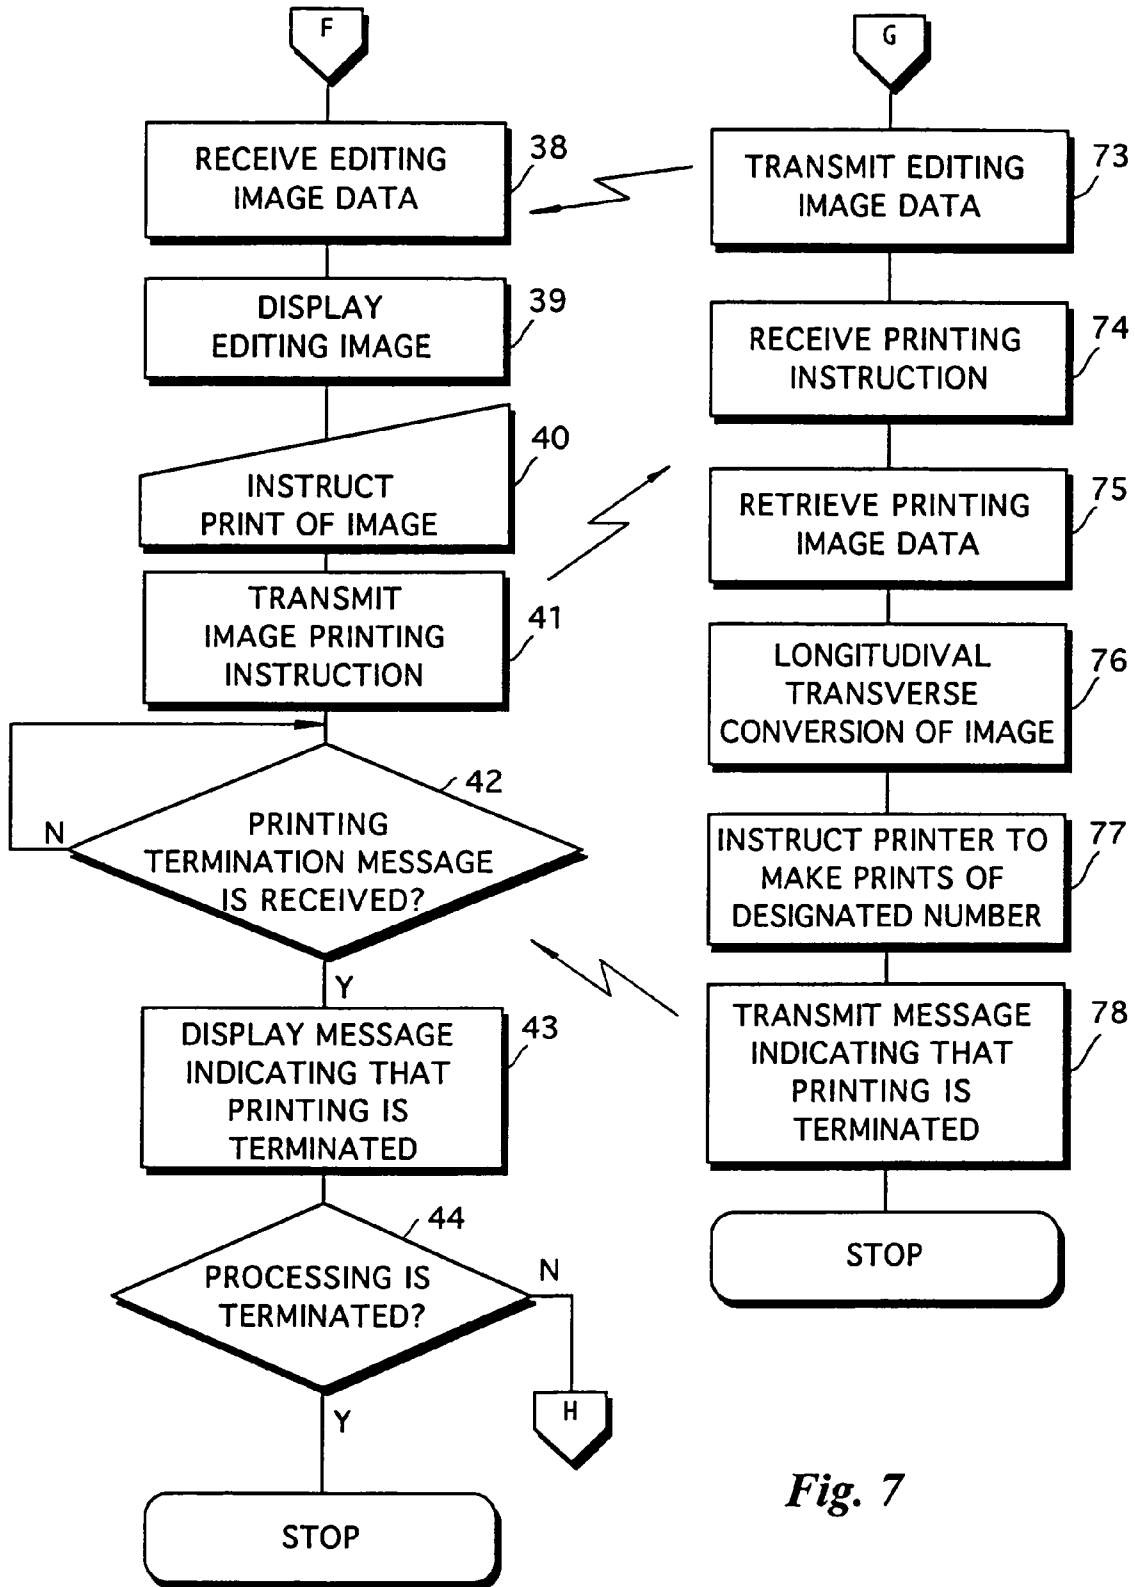 F
RECEIVE EDITING
IMAGE DATA
38
DISPLAY
EDITING IMAGE
39
INSTRUCT
PRINT OF IMAGE
40
TRANSMIT
IMAGE PRINTING
INSTRUCTION
41
PRINTING
TERMINATION MESSAGE
IS RECEIVED?
42
N
Y
DISPLAY MESSAGE
INDICATING THAT
PRINTING IS
TERMINATED
43
PROCESSING IS
TERMINATED?
44
N
H
Y
STOP
G
TRANSMIT EDITING
IMAGE DATA
73
RECEIVE PRINTING
INSTRUCTION
74
RETRIEVE PRINTING
IMAGE DATA
75
LONGITUDIVAL
TRANSVERSE
CONVERSION OF IMAGE
76
INSTRUCT PRINTER TO
MAKE PRINTS OF
DESIGNATED NUMBER
77
TRANSMIT MESSAGE
INDICATING THAT
PRINTING IS
TERMINATED
78
STOP
Fig. 7